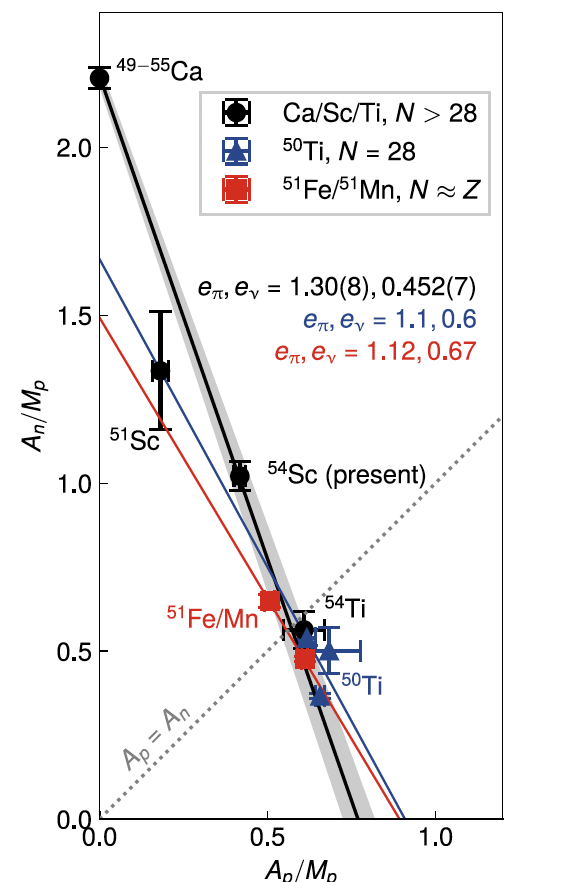 49−55Ca
Ca/Sc/Ti, N > 28
50Ti, N = 28
51Fe/51Mn, N ≈ Z
2.0
eπ, eν = 1.30(8), 0.452(7)
eπ, eν = 1.1, 0.6
eπ, eν = 1.12, 0.67
1.5
An/Mp
51Sc
1.0
54Sc (present)
54Ti
51Fe/Mn
0.5
50Ti
Ap = An
0.0
0.0 0.5 1.0
Ap/Mp